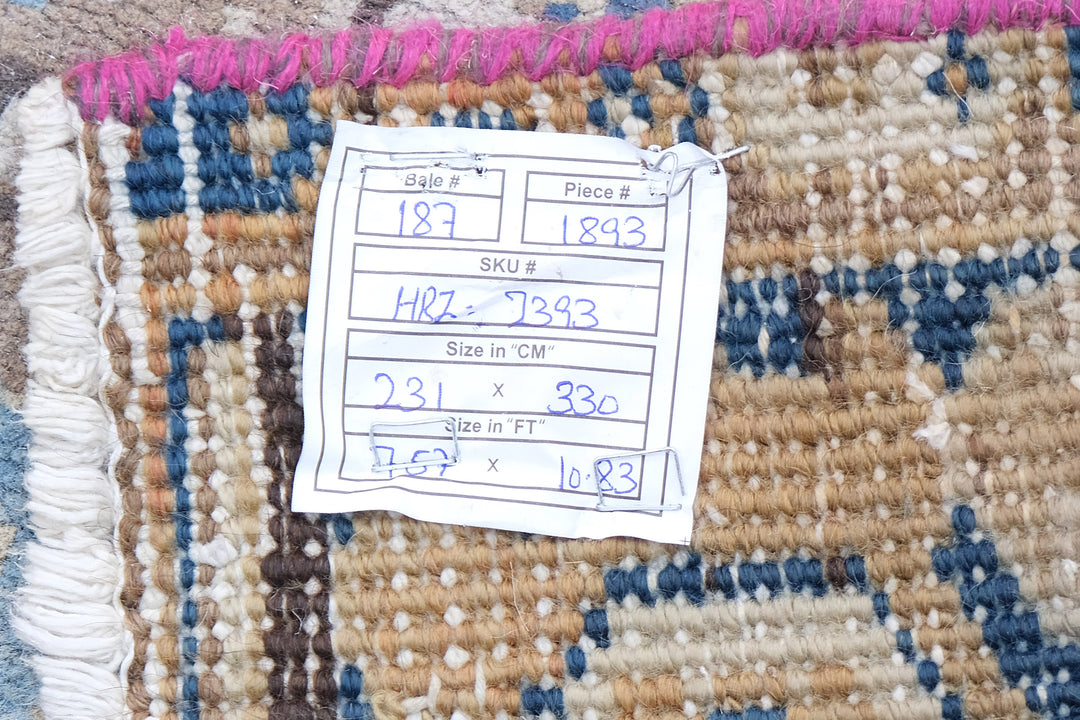 Bale # Piece #
187 1893
SKU #
HRZ- 7393
Size in "CM"
231 x 330
Size in "FT"
7.57 x 10.83